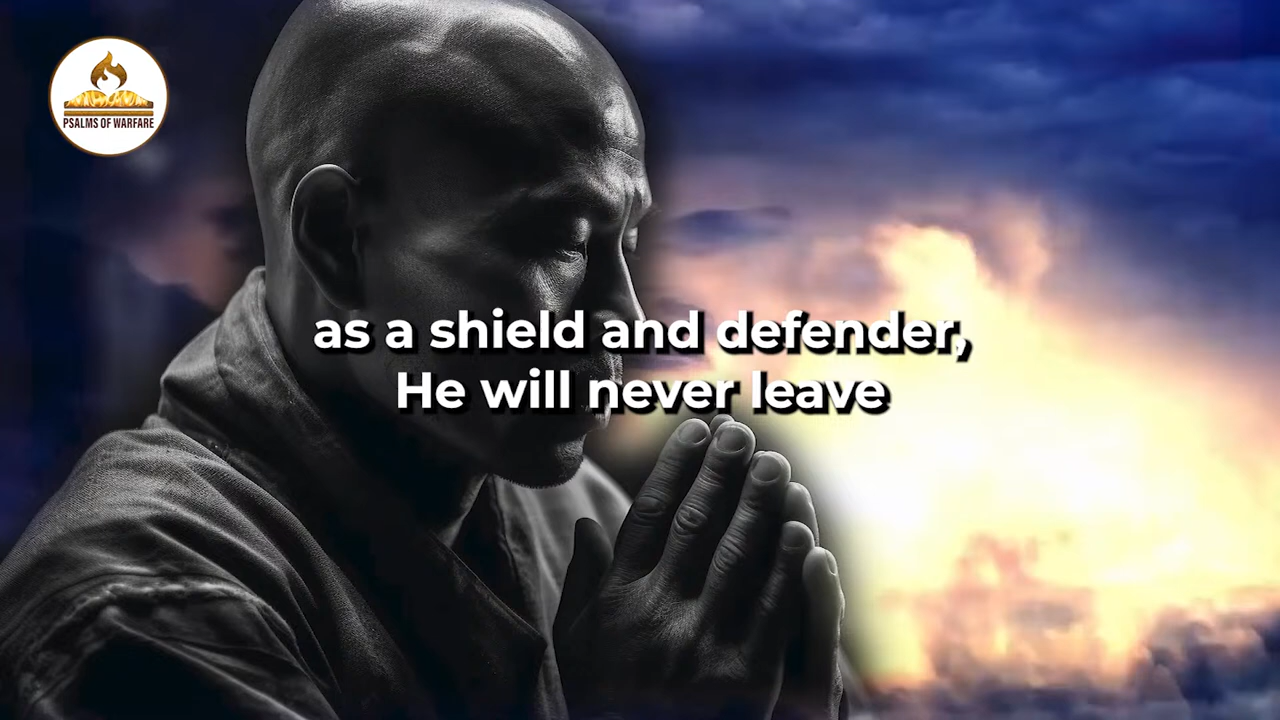 PSALMS OF WARFARE
as a shield and defender,
He will never leave